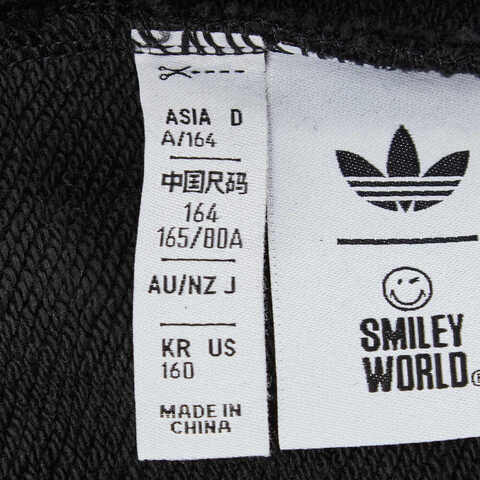 ASIA D
A/164
中国尺码
164
165/80A
AU/NZ J
KR US
160
MADE IN
CHINA
SMILEY
WORLD®